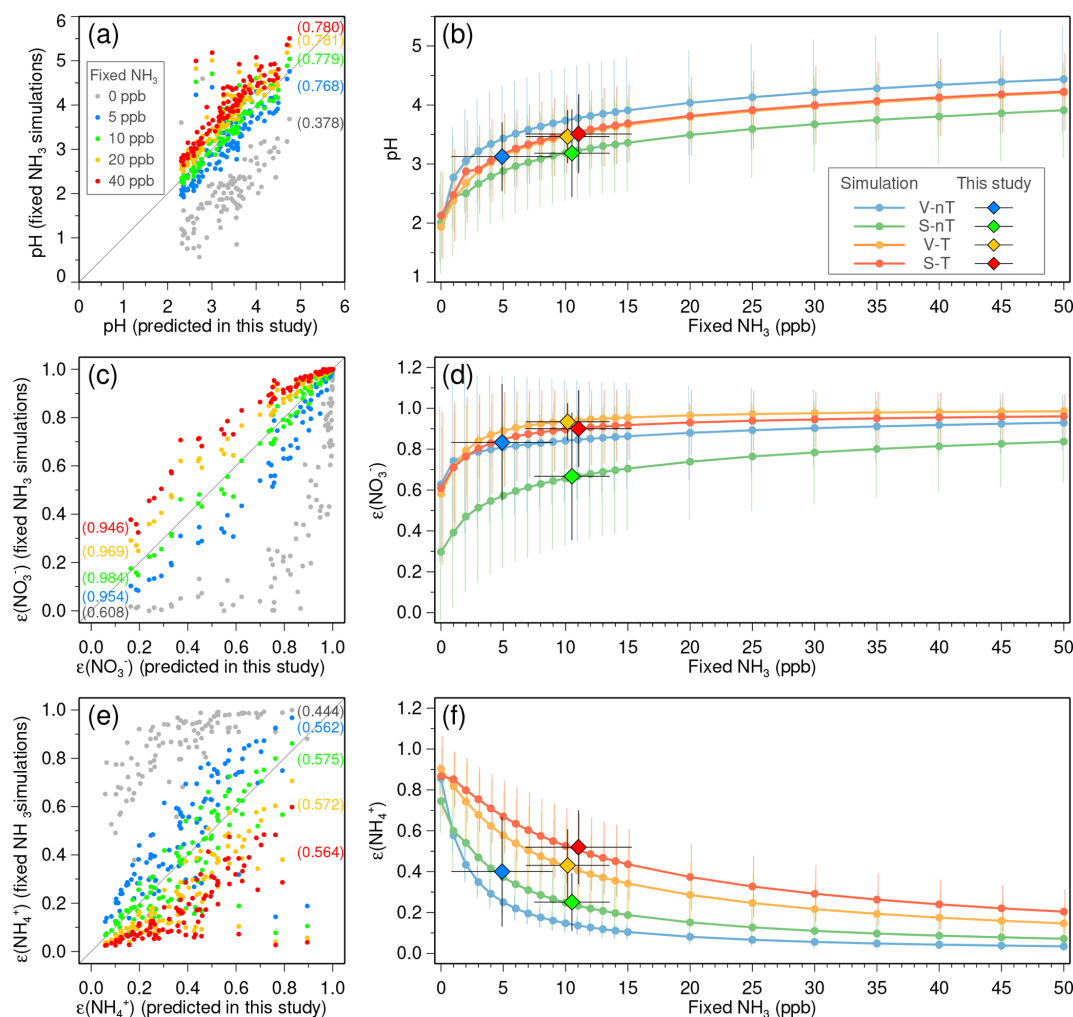 (a)
pH (fixed NH₃ simulations)
6
5
4
3
2
1
0
Fixed NH₃
0 ppb
5 ppb
10 ppb
20 ppb
40 ppb
(0.780)
(0.781)
(0.779)
(0.768)
(0.378)
0 1 2 3 4 5 6
pH (predicted in this study)
(b)
pH
5
4
3
2
1
Simulation This study
V-nT
S-nT
V-T
S-T
0 5 10 15 20 25 30 35 40 45 50
Fixed NH₃ (ppb)
(c)
ε(NO₃⁻) (fixed NH₃ simulations)
1.0
0.8
0.6
0.4
0.2
0.0
(0.946)
(0.969)
(0.984)
(0.954)
(0.608)
0.0 0.2 0.4 0.6 0.8 1.0
ε(NO₃⁻) (predicted in this study)
(d)
ε(NO₃⁻)
1.2
1.0
0.8
0.6
0.4
0.2
0.0
0 5 10 15 20 25 30 35 40 45 50
Fixed NH₃ (ppb)
(e)
ε(NH₄⁺) (fixed NH ₃simulations)
1.0
0.8
0.6
0.4
0.2
0.0
(0.444)
(0.562)
(0.575)
(0.572)
(0.564)
0.0 0.2 0.4 0.6 0.8 1.0
ε(NH₄⁺) (predicted in this study)
(f)
ε(NH₄⁺)
1.2
1.0
0.8
0.6
0.4
0.2
0.0
0 5 10 15 20 25 30 35 40 45 50
Fixed NH₃ (ppb)